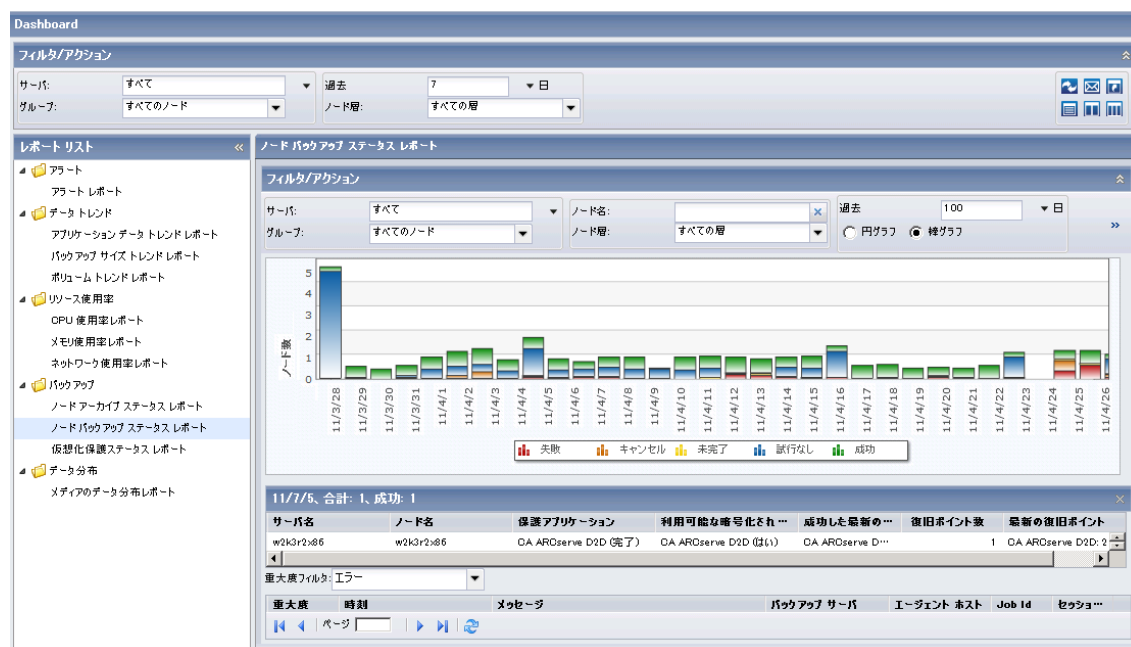 Dashboard
フィルタ/アクション
サーバ: すべて 過去 7 日
グループ: すべてのノード ノード層: すべての層
レポート リスト
アラート
アラート レポート
データ トレンド
アプリケーション データ トレンド レポート
バックアップ サイズ トレンド レポート
ボリューム トレンド レポート
リソース使用率
CPU 使用率レポート
メモリ使用率レポート
ネットワーク使用率レポート
バックアップ
ノード アーカイブ ステータス レポート
ノード バックアップ ステータス レポート
仮想化保護ステータス レポート
データ分布
メディアのデータ分布レポート
ノード バックアップ ステータス レポート
フィルタ/アクション
サーバ: すべて ノード名: 過去 100 日
グループ: すべてのノード ノード層: すべての層 円グラフ 棒グラフ
ノード数
5
4
3
2
1
0
11/3/28 11/3/29 11/3/30 11/3/31 11/4/1 11/4/2 11/4/3 11/4/4 11/4/5 11/4/6 11/4/7 11/4/8 11/4/9 11/4/10 11/4/11 11/4/12 11/4/13 11/4/14 11/4/15 11/4/16 11/4/17 11/4/18 11/4/19 11/4/20 11/4/21 11/4/22 11/4/23 11/4/24 11/4/25 11/4/26
失敗 キャンセル 未完了 試行なし 成功
11/7/5、合計: 1、成功: 1
サーバ名 ノード名 保護アプリケーション 利用可能な暗号化され… 成功した最新の… 復旧ポイント数 最新の復旧ポイント
w2k3r2x86 w2k3r2x86 CA ARCserve D2D (完了) CA ARCserve D2D (はい) CA ARCserve D… 1 CA ARCserve D2D: 2
重大度フィルタ: エラー
重大度 時刻 メッセージ バックアップ サーバ エージェント ホスト Job Id セッショ…
ページ